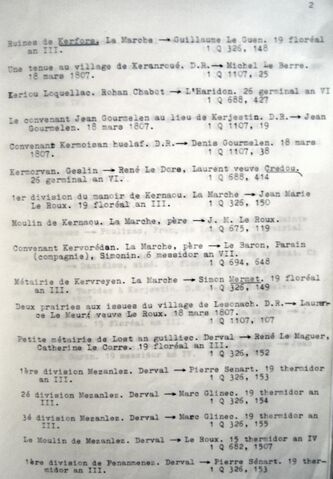 2
Ruines de Kerfors. La Marche → Guillaume Le Guen. 19 floréal
an III. 1 Q 326, 148
Une tenue au village de Keranroué. D.R.→ Michel Le Berre.
18 mars 1807. 1 Q 1107, 25
Keriou Loquellac. Rohan Chabot → L'Haridon. 26 germinal an VI
1 Q 688, 427
Le convenant Jean Gourmelen au lieu de Kerjestin. D.R.→ Jean
Gourmelen. 18 mars 1807. 1 Q 1107, 19
Convenant Kermoisan huelaf. D.R.→ Denis Gourmelen. 18 mars
1807. 1 Q 1107, 38
Kermorvan. Geslin → René Le Dore, Laurent veuve Credou.
26 germinal an VI. 1 Q 688, 414
1er division du manoir de Kernaou. La Marche → Jean Marie
Le Roux. 19 floréal an III. 1 Q 326, 150
Moulin de Kernaou. La Marche, père → J. M. Le Roux.
1 Q 675, 119
Convenant Kervorédan. La Marche, père → Le Baron, Parain
(compagnie), Simonin. 6 messidor an VI.
1 Q 694, 648
Métairie de Kervreyen. La Marche → Simon Mermet. 19 floréal
an III. 1 Q 326, 149
Deux prairies aux issues du village de Lesonach. D.R.→ Lauren-
ce Le Meur veuve Le Roux. 18 mars 1807.
1 Q 1107, 107
Petite métairie de Lost an guilliec. Derval → René Le Maguer,
Catherine Le Corre. 19 floréal an III.
1 Q 326, 152
1ère division Mezanlez. Derval → Pierre Senart. 19 thermidor
an III. 1 Q 326, 153
2é division Mezanlez. Derval → Marc Glinec. 19 thermidor
an III. 1 Q 326, 154
3é division Mezanlez. Derval → Marc Glinec. 19 thermidor
an III. 1 Q 326, 155
Le Moulin de Mezanlez. Derval → Le Roux. 15 thermidor an IV
1 Q 682, 1507
1ère division de Penanmenez. Derval → Pierre Sénart. 19 ther-
midor an III. 1 Q 326, 153